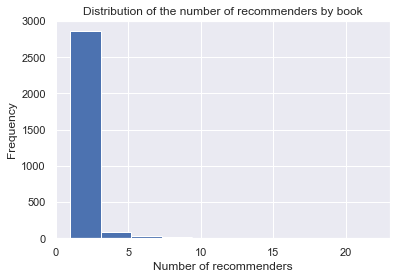 Distribution of the number of recommenders by book
3000
2500
2000
1500
1000
500
0
Frequency
0 5 10 15 20
Number of recommenders